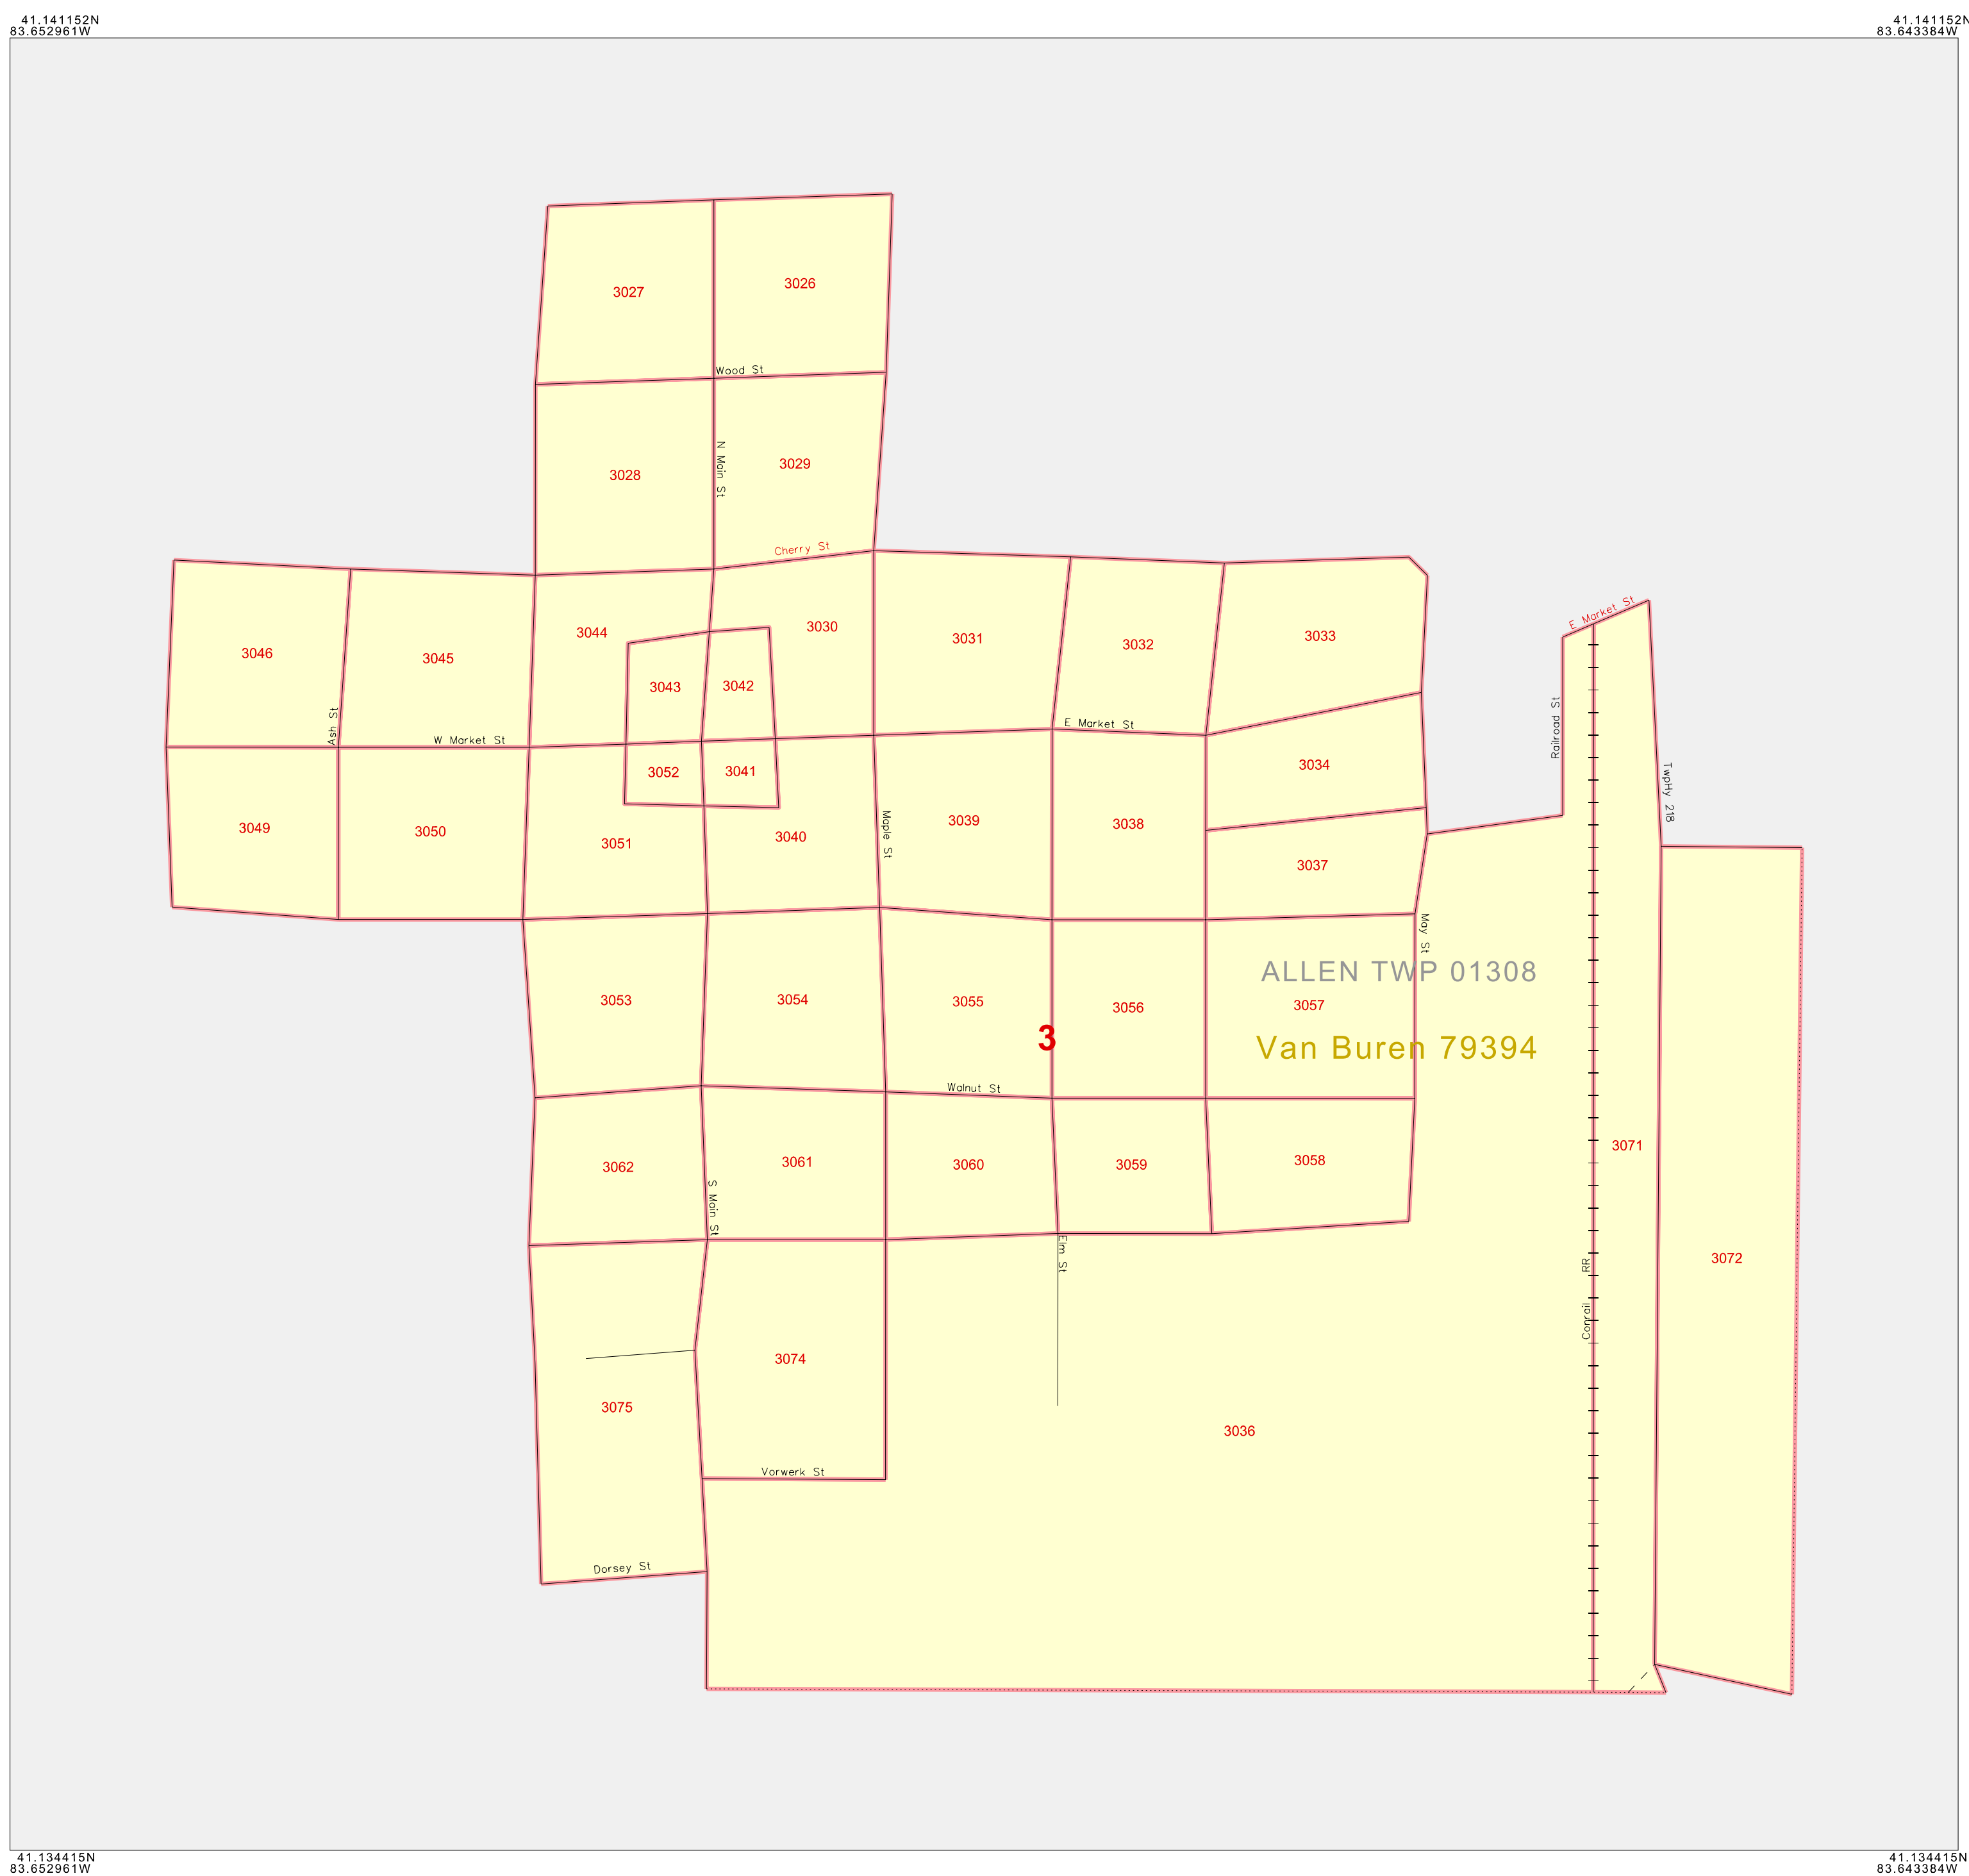 41.141152N
83.652961W
41.141152N
83.643384W
3027
3026
Wood St
3028
N Main St
3029
Cherry St
3046
3045
3044
3030
3031
3032
3033
E Market St
3043
3042
Ash St
W Market St
E Market St
Railroad St
3052
3041
3034
TwpHy 218
3049
3050
3051
3040
Maple St
3039
3038
3037
May St
ALLEN TWP 01308
3053
3054
3055
3056
3057
3
Van Buren 79394
Walnut St
3062
3061
3060
3059
3058
3071
S Main St
Elm St
3072
Conrail RR
3074
3075
3036
Vorwerk St
Dorsey St
41.134415N
83.652961W
41.134415N
83.643384W